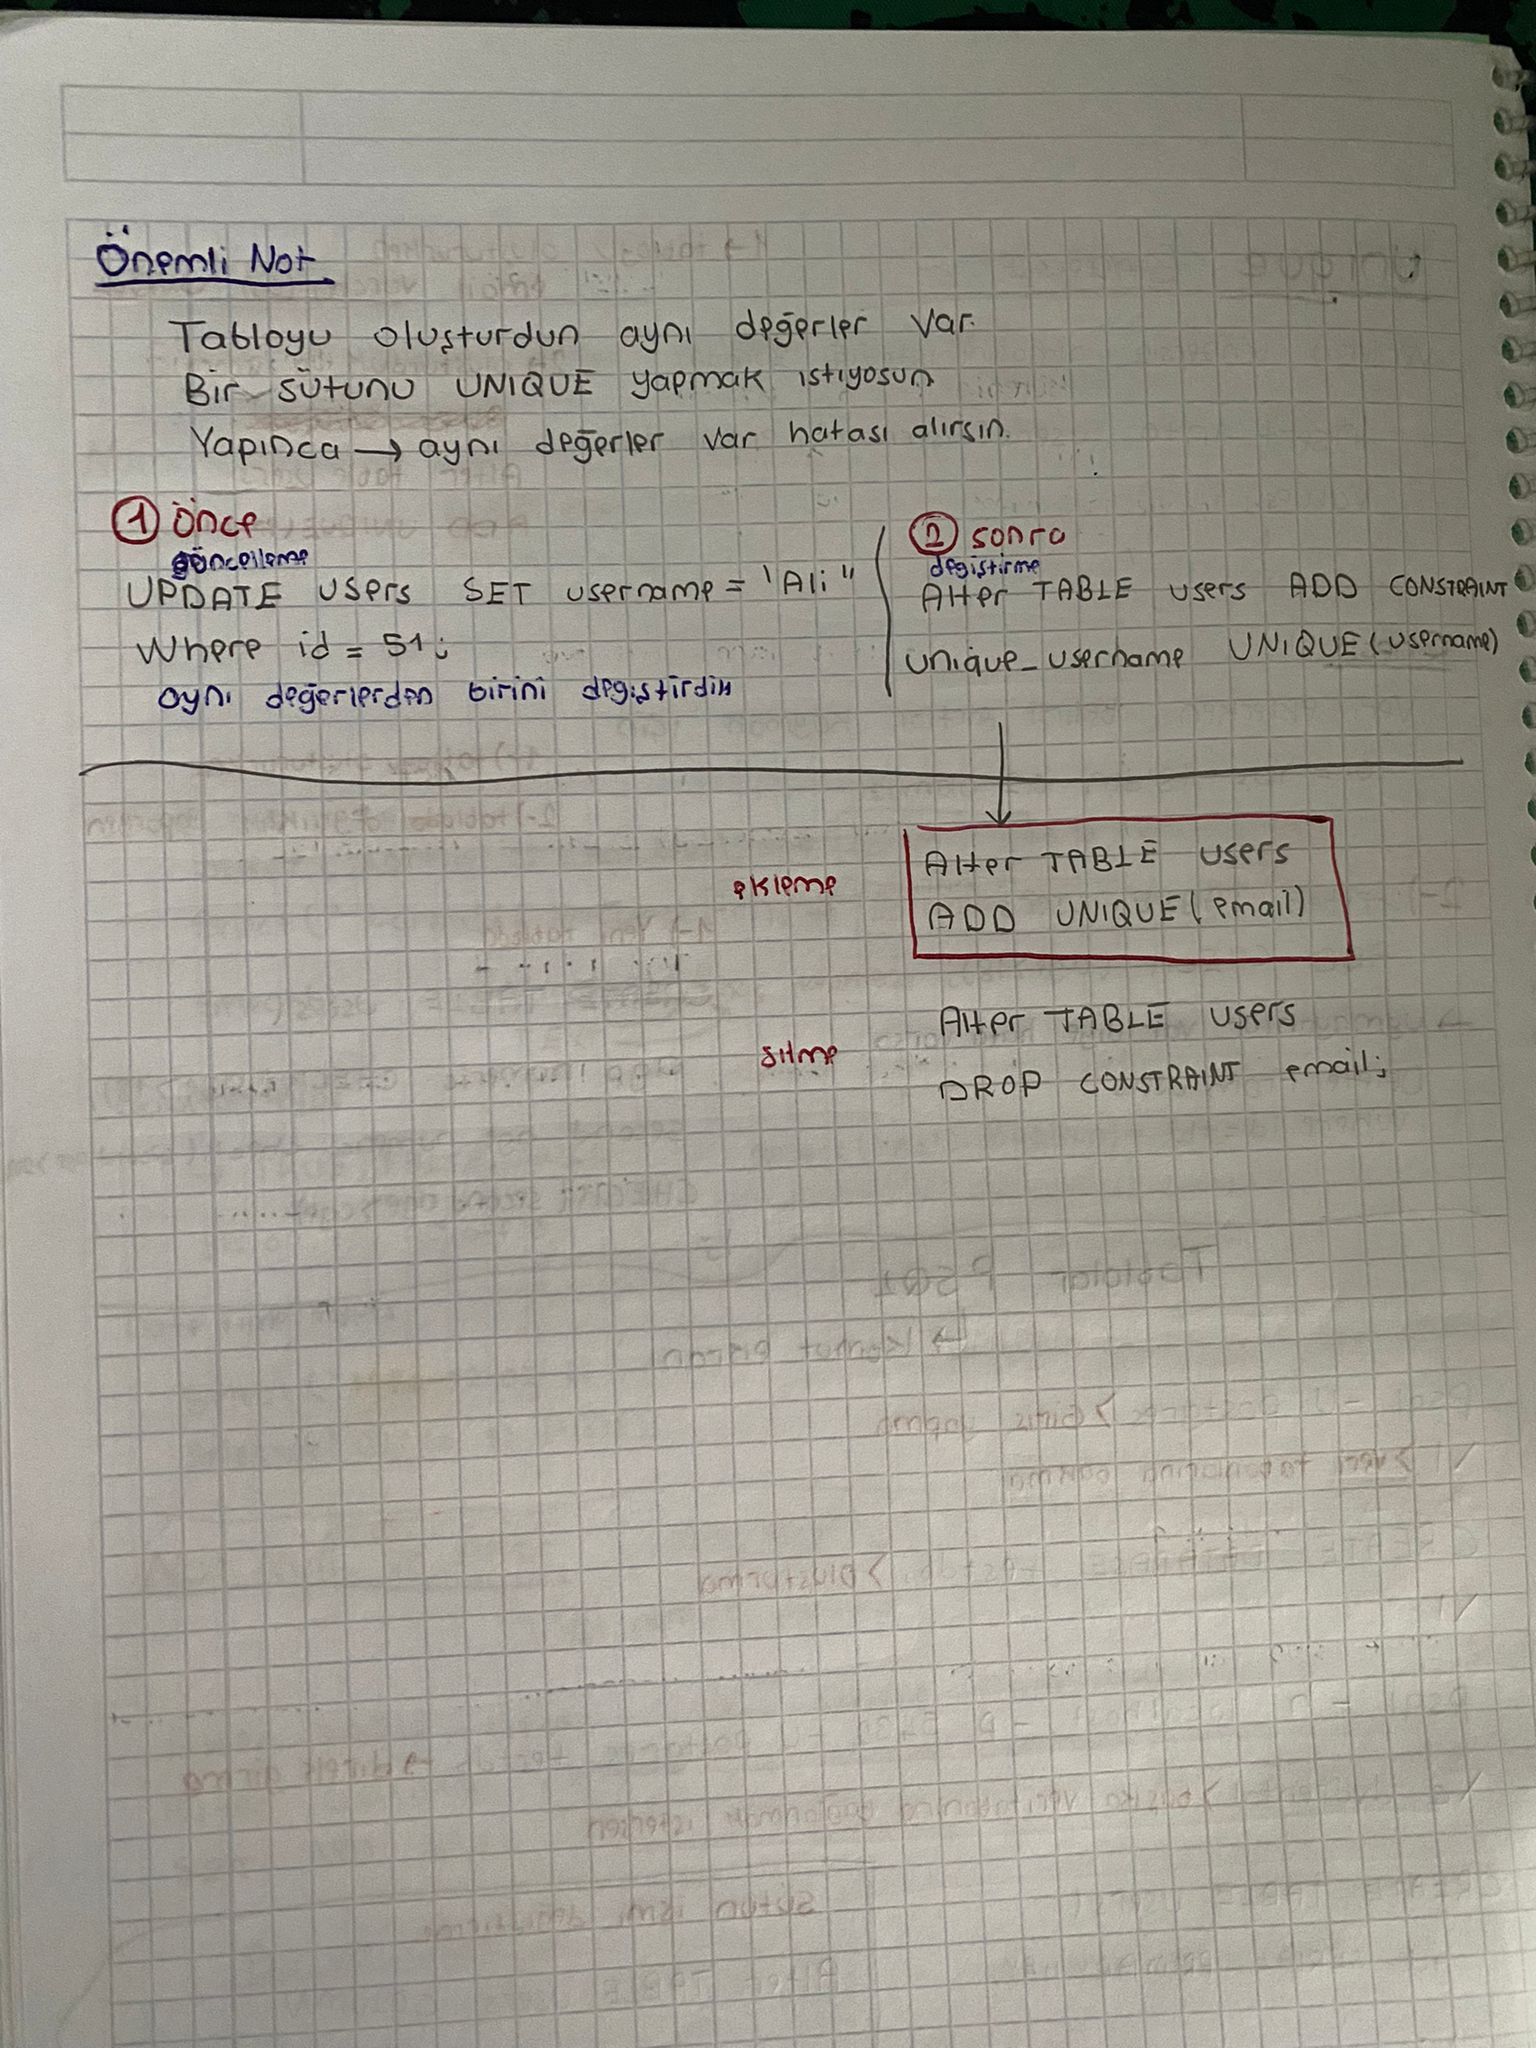 Önemli Not
Tabloyu oluşturdun aynı değerler var.
Bir sütunu UNIQUE yapmak istiyosun
Yapınca → aynı değerler var hatası alırsın.
① önce
güncelleme
UPDATE users SET username = "Ali"
Where id = 51;
aynı değerlerden birini degiştirdik
② sonra
degiştirme
Alter TABLE users ADD CONSTRAINT
unique_username UNIQUE(username)
ekleme
Alter TABLE users
ADD UNIQUE(email)
silme
Alter TABLE users
DROP CONSTRAINT email;